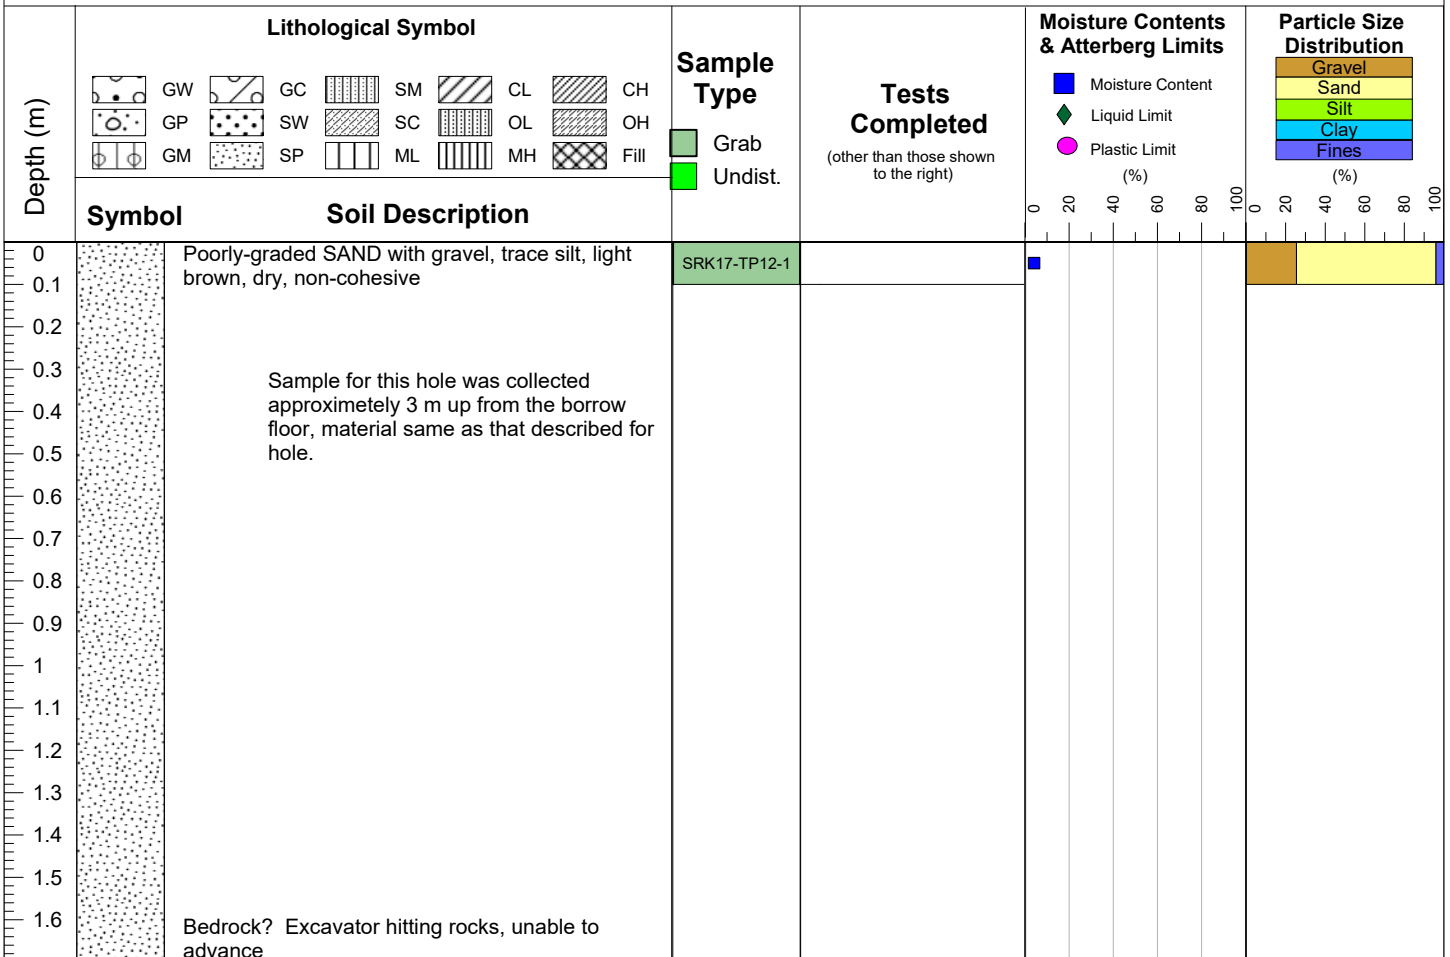 Lithological Symbol
GW GC SM CL CH
GP SW SC OL OH
GM SP ML MH Fill
Depth (m)
Symbol
Soil Description
Sample
Type
Grab
Undist.
Tests
Completed
(other than those shown
to the right)
Moisture Contents
& Atterberg Limits
Moisture Content
Liquid Limit
Plastic Limit
(%)
0 20 40 60 80 100
Particle Size
Distribution
Gravel
Sand
Silt
Clay
Fines
(%)
0 20 40 60 80 100
0
0.1
0.2
0.3
0.4
0.5
0.6
0.7
0.8
0.9
1
1.1
1.2
1.3
1.4
1.5
1.6
Poorly-graded SAND with gravel, trace silt, light
brown, dry, non-cohesive
SRK17-TP12-1
Sample for this hole was collected
approximetely 3 m up from the borrow
floor, material same as that described for
hole.
Bedrock? Excavator hitting rocks, unable to
advance